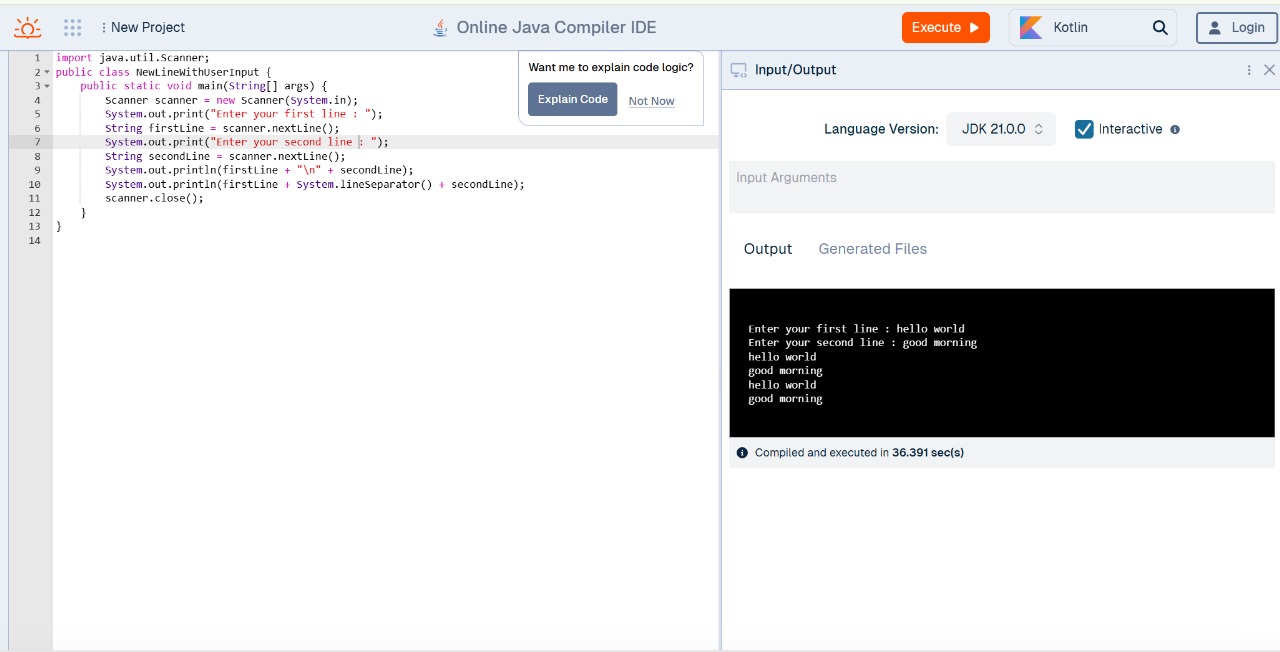 New Project
Online Java Compiler IDE
Execute
Kotlin
Login
1 import java.util.Scanner;
2 public class NewLineWithUserInput {
3     public static void main(String[] args) {
4         Scanner scanner = new Scanner(System.in);
5         System.out.print("Enter your first line : ");
6         String firstLine = scanner.nextLine();
7         System.out.print("Enter your second line : ");
8         String secondLine = scanner.nextLine();
9         System.out.println(firstLine + "\n" + secondLine);
10         System.out.println(firstLine + System.lineSeparator() + secondLine);
11         scanner.close();
12     }
13 }
14
Want me to explain code logic?
Explain Code
Not Now
Input/Output
Language Version:
JDK 21.0.0
Interactive
Input Arguments
Output
Generated Files
Enter your first line : hello world
Enter your second line : good morning
hello world
good morning
hello world
good morning
Compiled and executed in 36.391 sec(s)